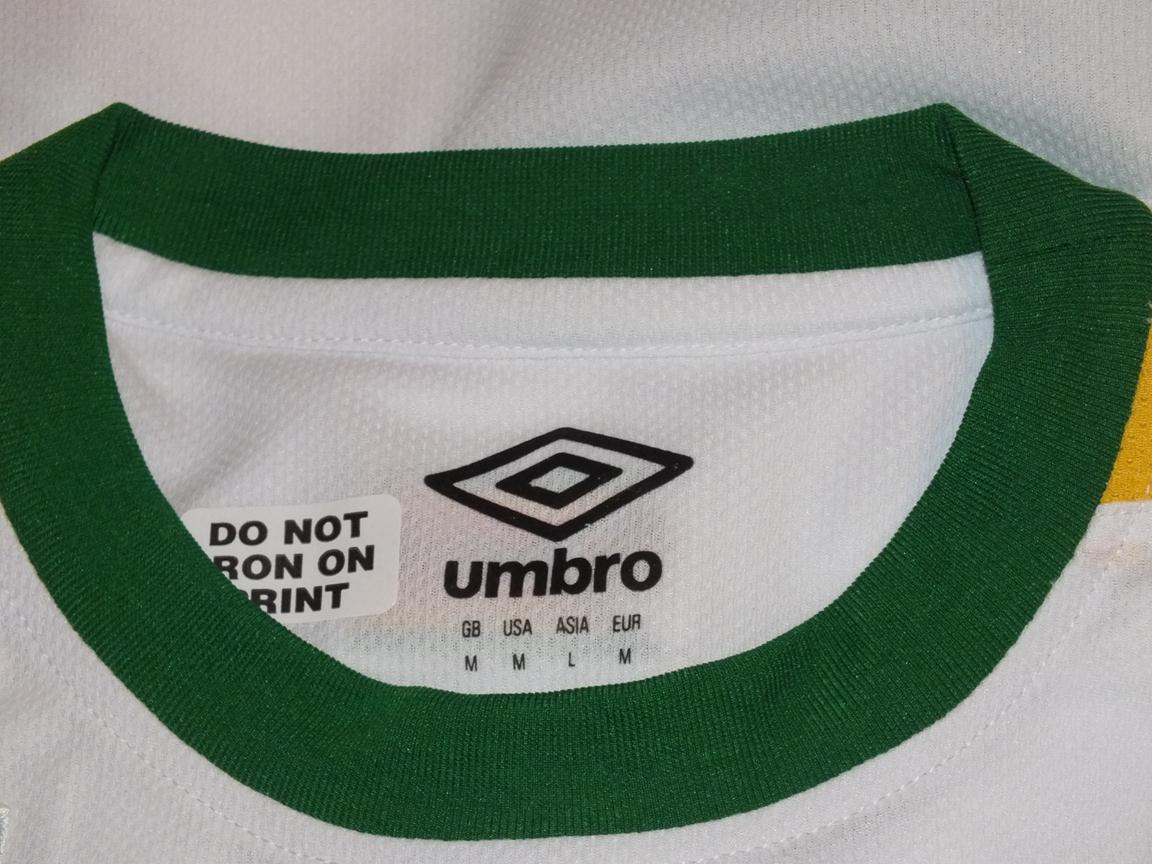 DO NOT
RON ON
RINT
umbro
GB USA ASIA EUR
M M L M